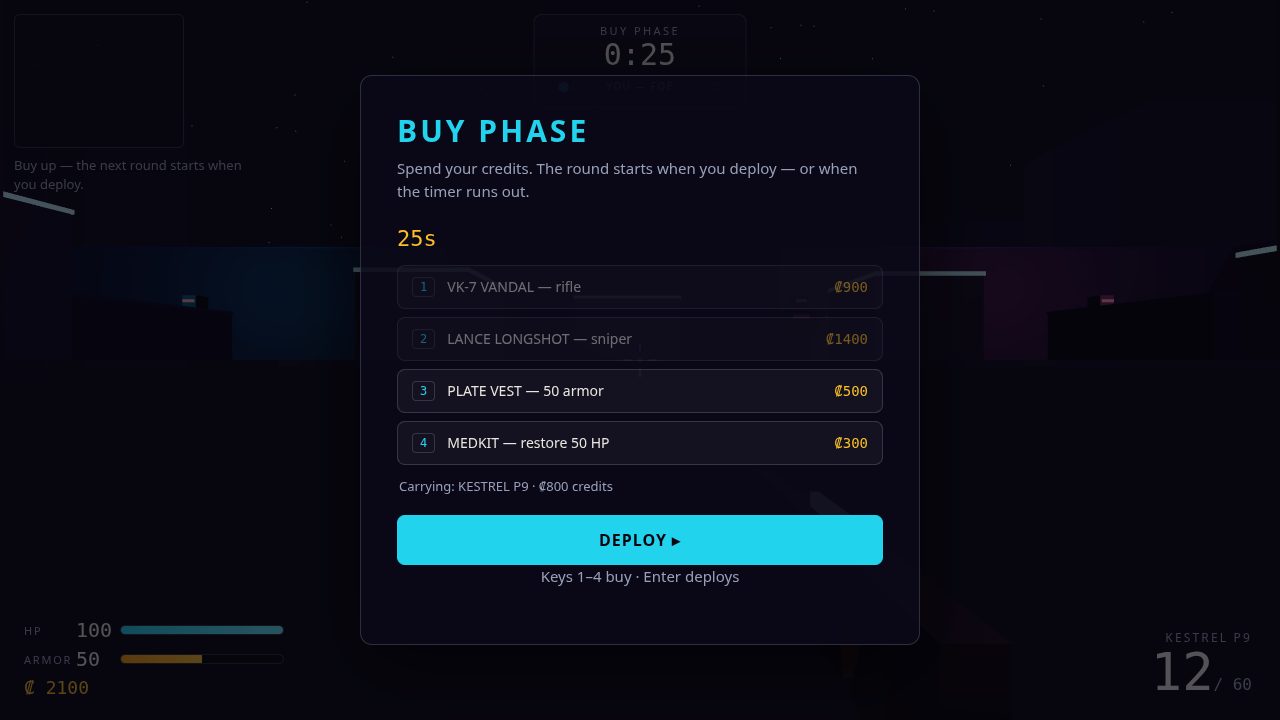 BUY PHASE
0:25
YOU — FOE
Buy up — the next round starts when
you deploy.
BUY PHASE
Spend your credits. The round starts when you deploy — or when
the timer runs out.
25s
1 VK-7 VANDAL — rifle ₡900
2 LANCE LONGSHOT — sniper ₡1400
3 PLATE VEST — 50 armor ₡500
4 MEDKIT — restore 50 HP ₡300
Carrying: KESTREL P9 · ₡800 credits
DEPLOY ▸
Keys 1–4 buy · Enter deploys
HP 100
ARMOR 50
₡ 2100
KESTREL P9
12 / 60